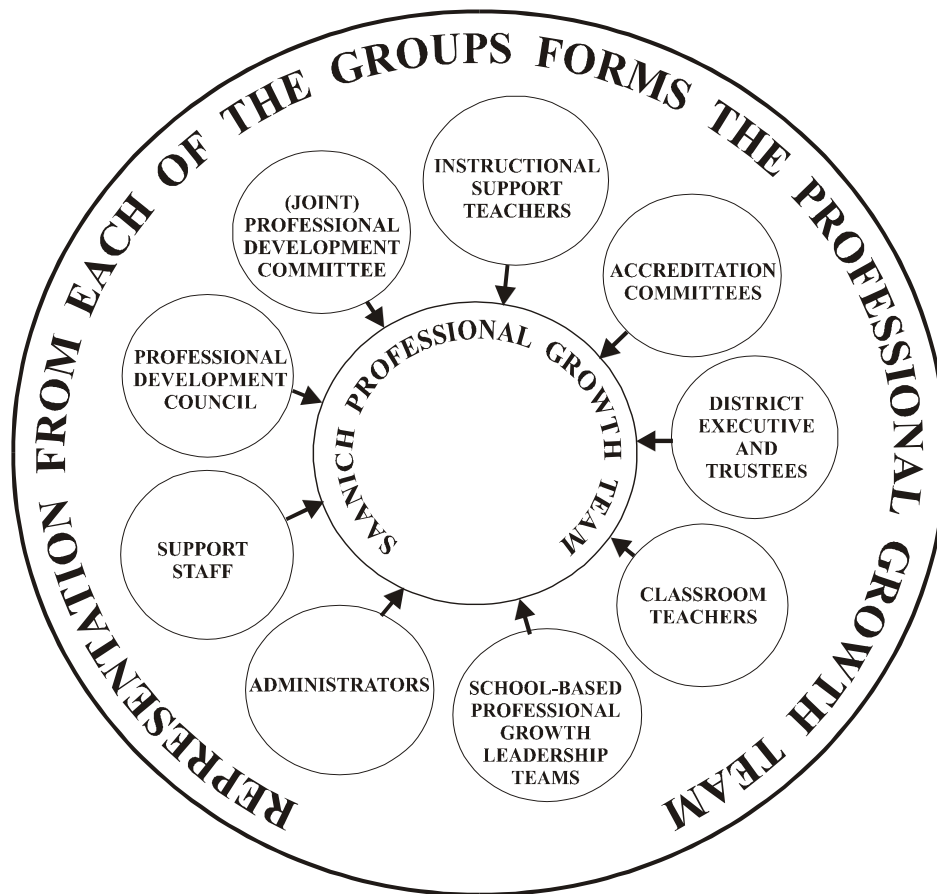 REPRESENTATION FROM EACH OF THE GROUPS FORMS THE PROFESSIONAL GROWTH TEAM
INSTRUCTIONAL
SUPPORT
TEACHERS
(JOINT)
PROFESSIONAL
DEVELOPMENT
COMMITTEE
ACCREDITATION
COMMITTEES
PROFESSIONAL
DEVELOPMENT
COUNCIL
DISTRICT
EXECUTIVE
AND
TRUSTEES
SAANICH PROFESSIONAL GROWTH TEAM
SUPPORT
STAFF
CLASSROOM
TEACHERS
ADMINISTRATORS
SCHOOL-BASED
PROFESSIONAL
GROWTH
LEADERSHIP
TEAMS